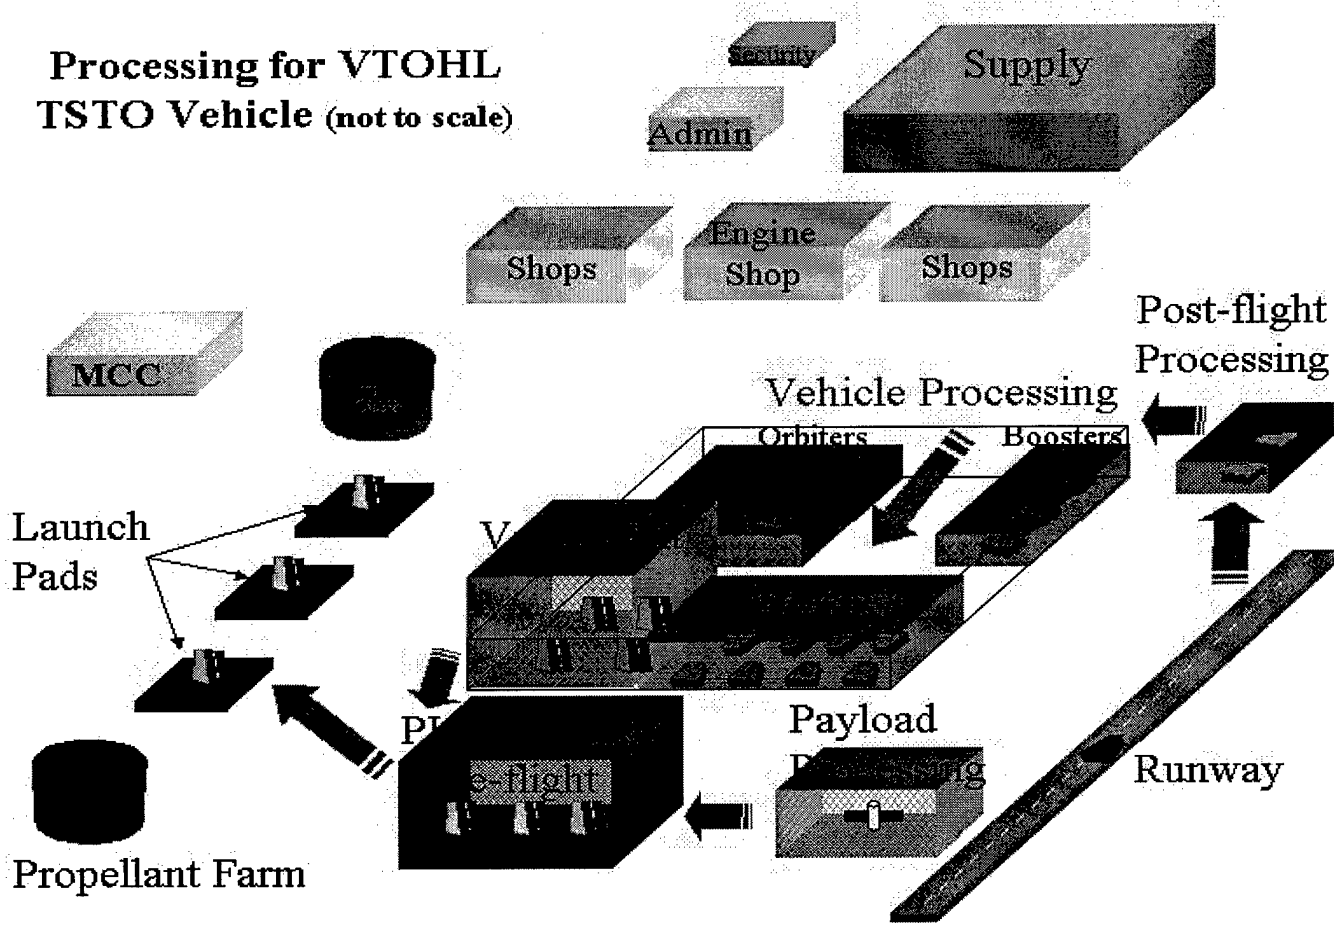 Processing for VTOHL
TSTO Vehicle (not to scale)
Security
Supply
Admin
Shops
Engine
Shop
Shops
MCC
Post-flight
Processing
Vehicle Processing
Orbiters
Boosters
Launch
Pads
Payload
Processing
Runway
Propellant Farm